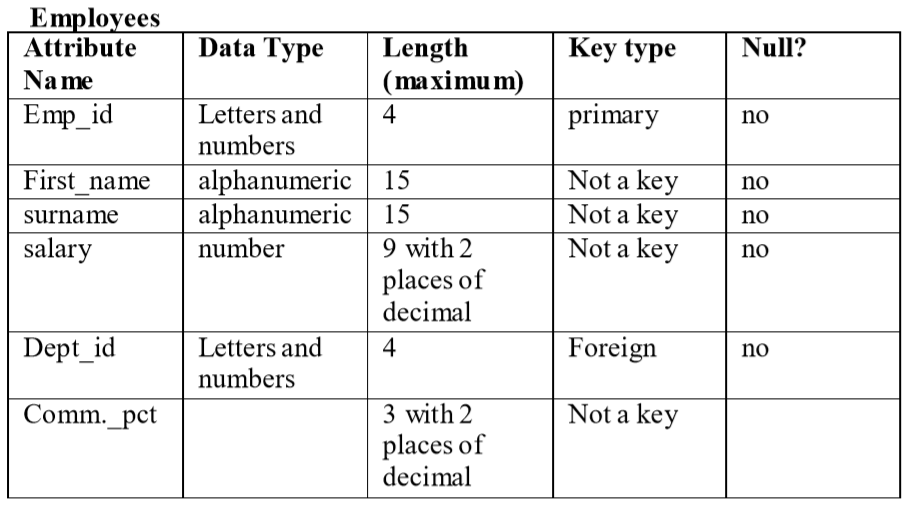 Employees
Attribute Name Data Type Length (maximum) Key type Null?
Emp_id Letters and numbers 4 primary no
First_name alphanumeric 15 Not a key no
surname alphanumeric 15 Not a key no
salary number 9 with 2 places of decimal Not a key no
Dept_id Letters and numbers 4 Foreign no
Comm._pct 3 with 2 places of decimal Not a key